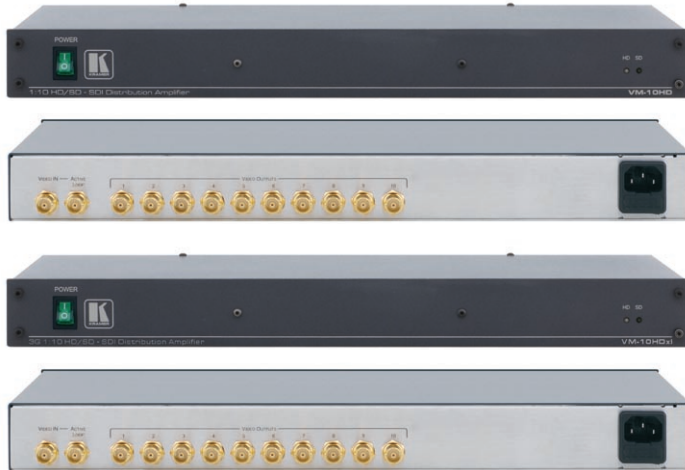 POWER
K
KRAMER
HD SD
1:10 HD/SD - SDI Distribution Amplifier
VM-10HD
VIDEO IN
ACTIVE LOOP
VIDEO OUTPUTS
1 2 3 4 5 6 7 8 9 10
POWER
K
KRAMER
HD SD
3G 1:10 HD/SD - SDI Distribution Amplifier
VM-10HDxl
VIDEO IN
ACTIVE LOOP
VIDEO OUTPUTS
1 2 3 4 5 6 7 8 9 10